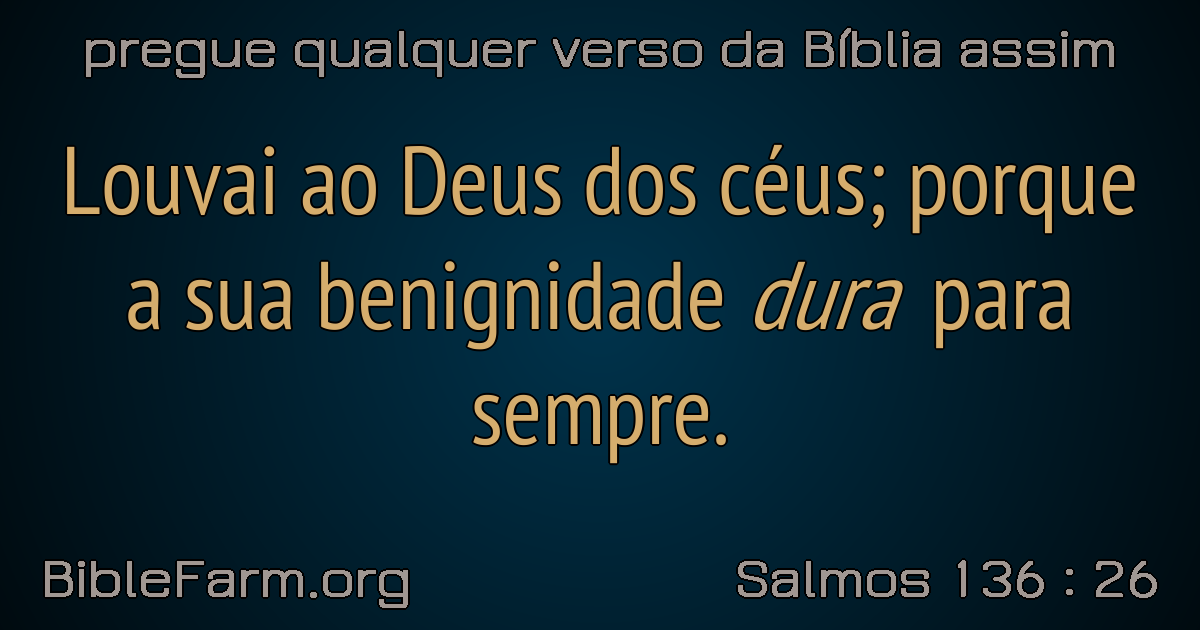 pregue qualquer verso da Bíblia assim
Louvai ao Deus dos céus; porque
a sua benignidade dura para
sempre.
BibleFarm.org
Salmos 136 : 26